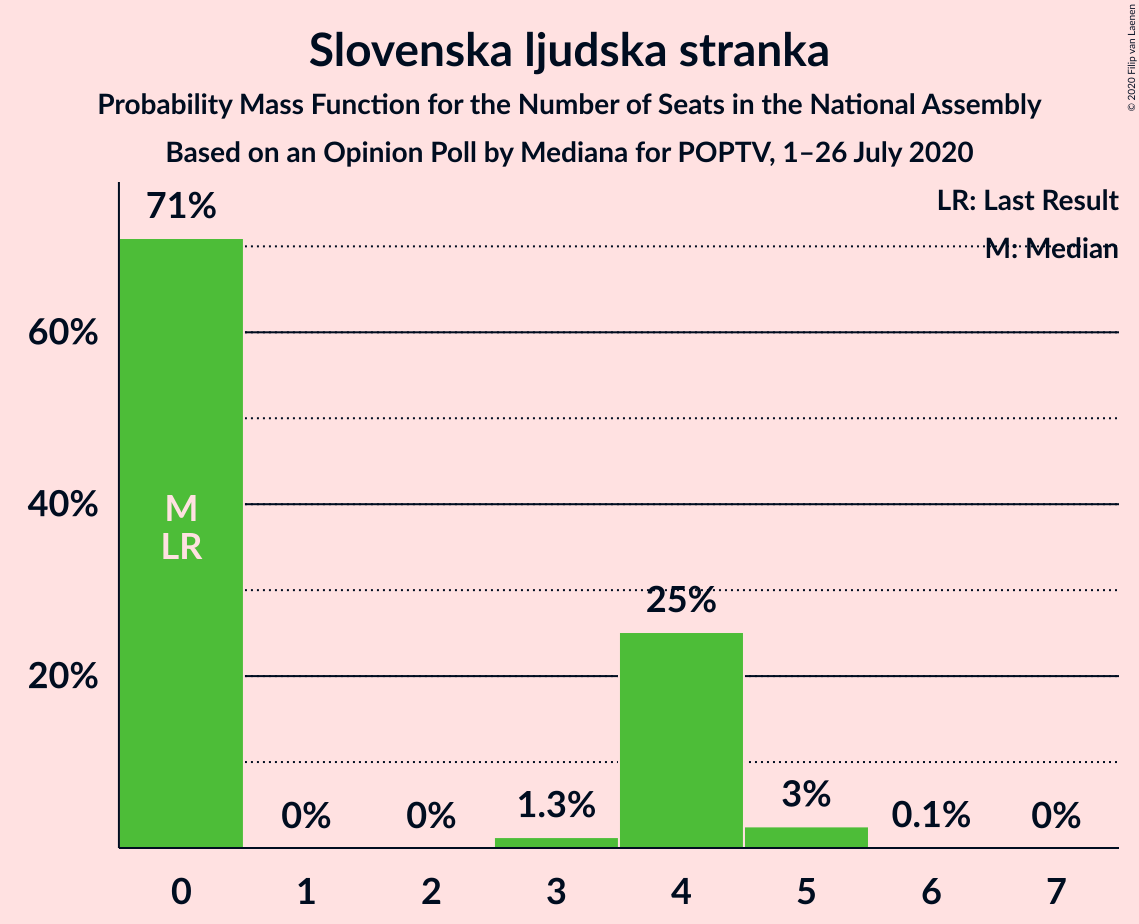 Slovenska ljudska stranka
Probability Mass Function for the Number of Seats in the National Assembly
Based on an Opinion Poll by Mediana for POPTV, 1–26 July 2020
© 2020 Filip van Laenen
LR: Last Result
M: Median
71%
60%
40%
20%
M
LR
0%
0%
1.3%
25%
3%
0.1%
0%
0 1 2 3 4 5 6 7